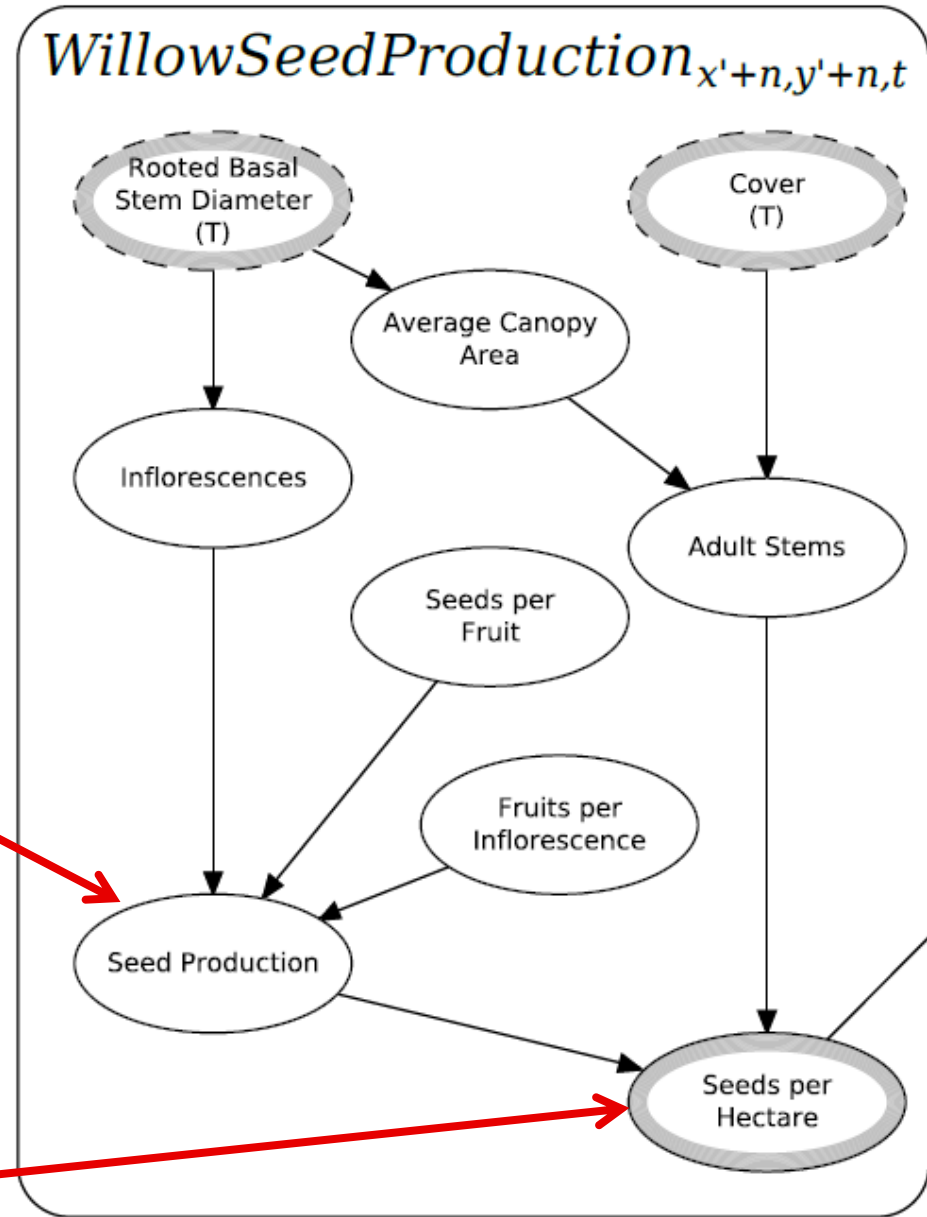 WillowSeedProduction x'+n,y'+n,t
Rooted Basal
Stem Diameter
(T)
Cover
(T)
Average Canopy
Area
Inflorescences
Adult Stems
Seeds per
Fruit
Fruits per
Inflorescence
Seed Production
Seeds per
Hectare